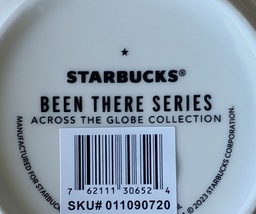 ★
STARBUCKS®
BEEN THERE SERIES
ACROSS THE GLOBE COLLECTION
MANUFACTURED FOR STARBUC
©2023 STARBUCKS CORPORATION.
7 62111 30652 4
SKU# 011090720